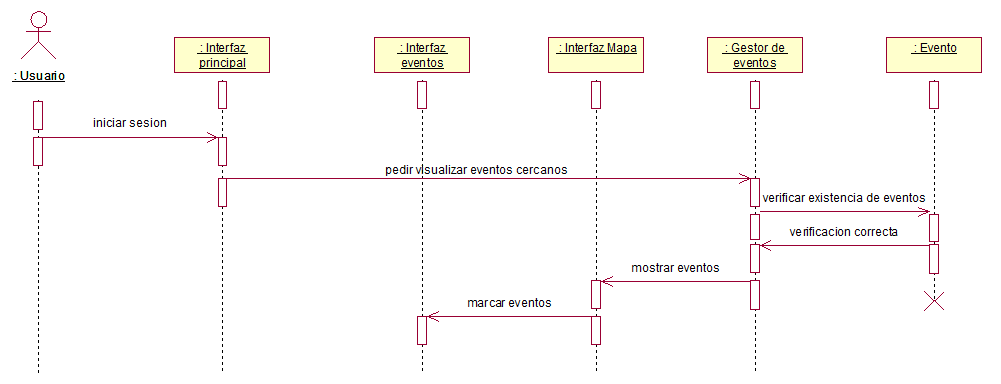 : Usuario
: Interfaz
principal
: Interfaz
eventos
: Interfaz Mapa
: Gestor de
eventos
: Evento
iniciar sesion
pedir visualizar eventos cercanos
verificar existencia de eventos
verificacion correcta
mostrar eventos
marcar eventos